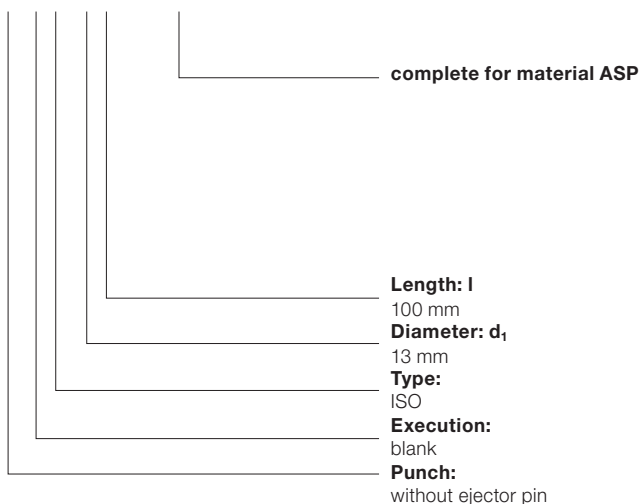 complete for material ASP
Length: l
100 mm
Diameter: d₁
13 mm
Type:
ISO
Execution:
blank
Punch:
without ejector pin